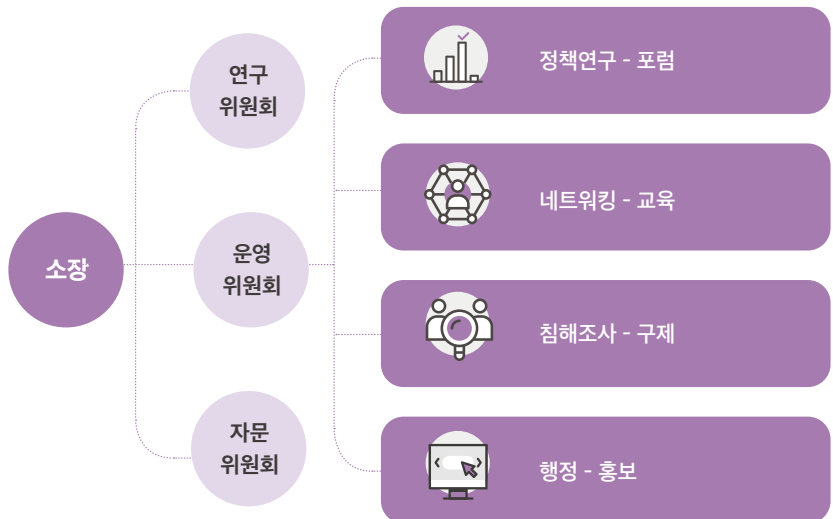 소장
연구
위원회
운영
위원회
자문
위원회
정책연구 - 포럼
네트워킹 - 교육
침해조사 - 구제
행정 - 홍보